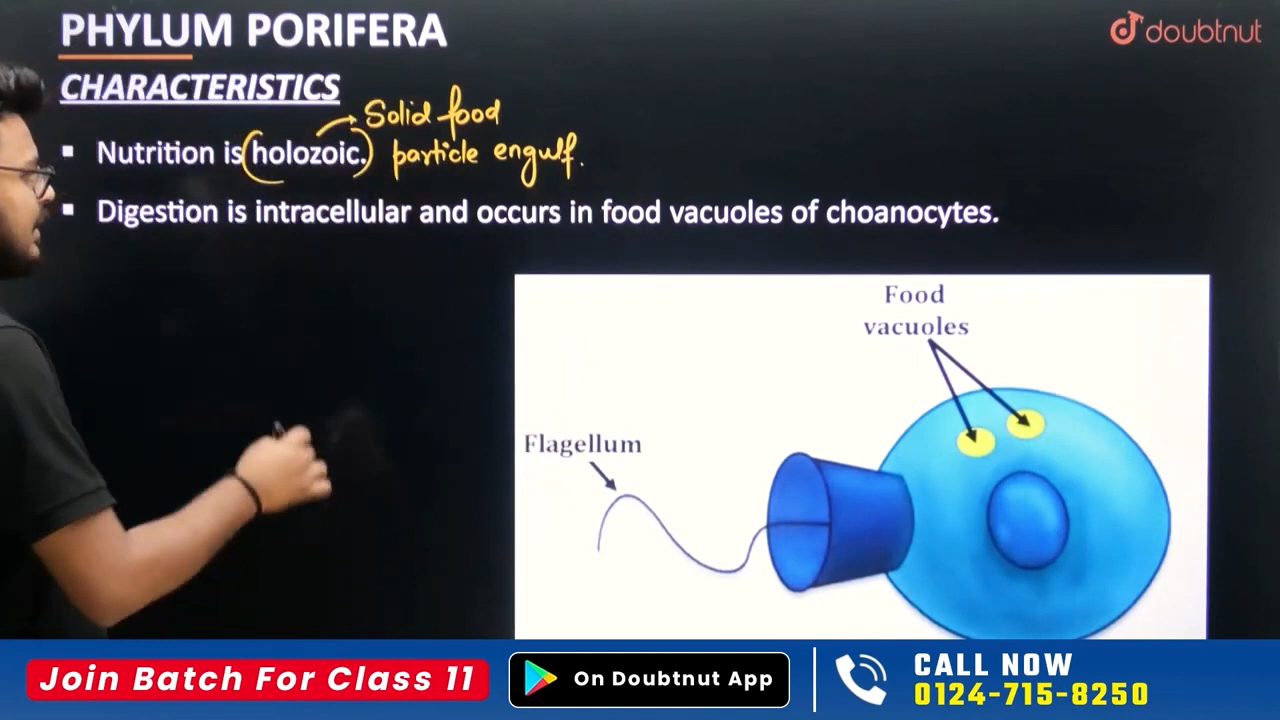 PHYLUM PORIFERA
doubtnut
CHARACTERISTICS
Solid food
▪ Nutrition is (holozoic.) particle engulf.
▪ Digestion is intracellular and occurs in food vacuoles of choanocytes.
Food
vacuoles
Flagellum
Join Batch For Class 11
On Doubtnut App
CALL NOW
0124-715-8250